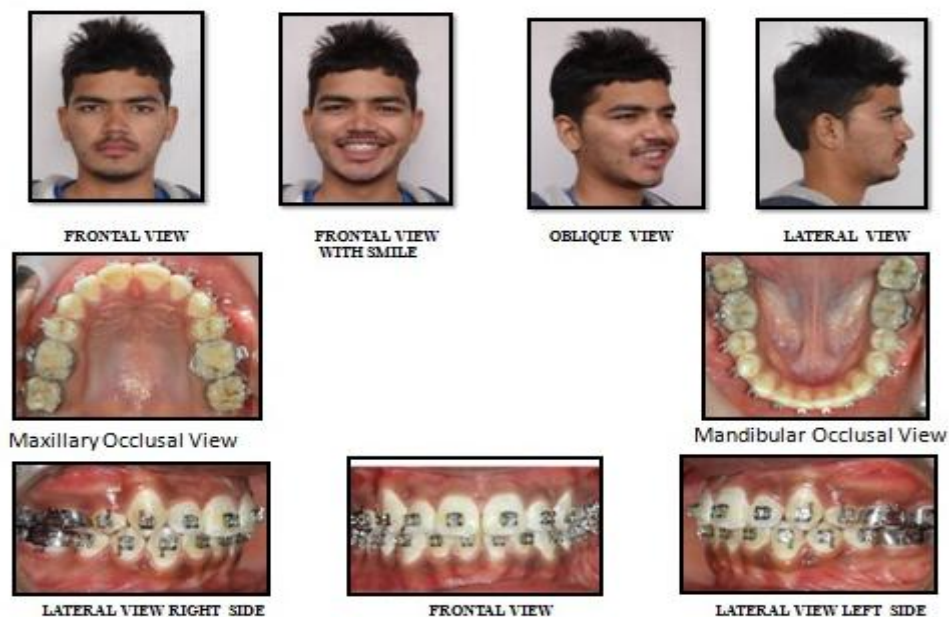 FRONTAL VIEW
FRONTAL VIEW
WITH SMILE
OBLIQUE VIEW
LATERAL VIEW
Maxillary Occlusal View
Mandibular Occlusal View
LATERAL VIEW RIGHT SIDE
FRONTAL VIEW
LATERAL VIEW LEFT SIDE